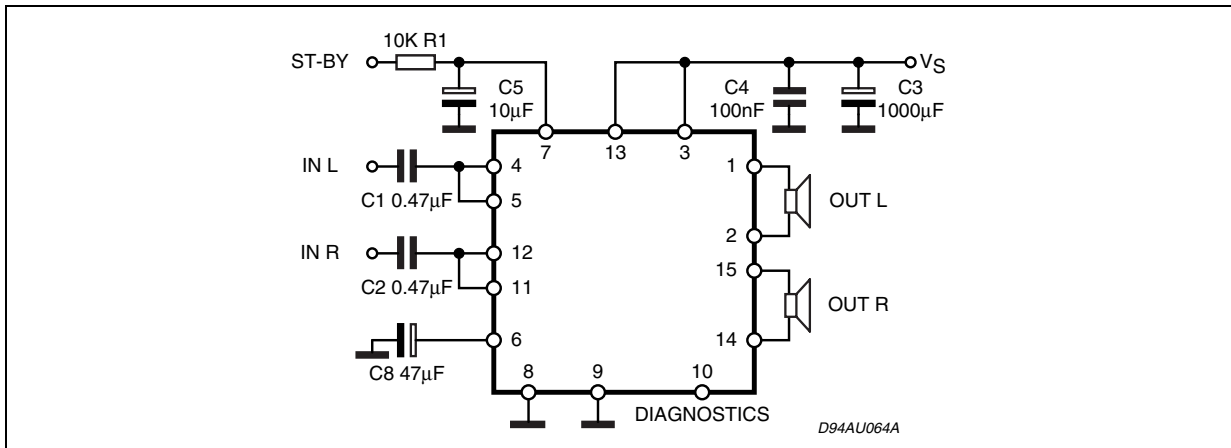 10K R1
ST-BY
C5
10µF
C4
100nF
C3
1000µF
VS
7
13
3
IN L
C1 0.47µF
4
5
1
OUT L
2
IN R
C2 0.47µF
12
11
15
OUT R
14
6
C8 47µF
8
9
10
DIAGNOSTICS
D94AU064A